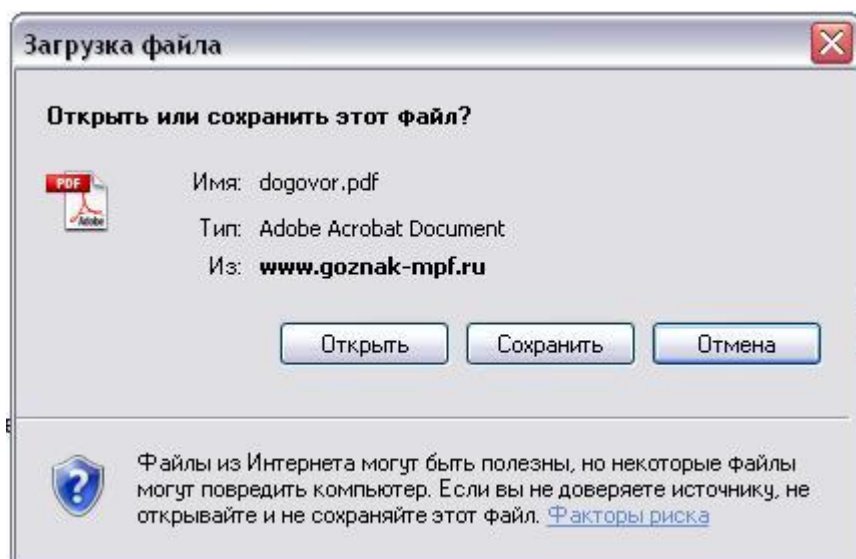 Загрузка файла
Открыть или сохранить этот файл?
PDF
Adobe
Имя: dogovor.pdf
Тип: Adobe Acrobat Document
Из: www.goznak-mpf.ru
Открыть Сохранить Отмена
Файлы из Интернета могут быть полезны, но некоторые файлы
могут повредить компьютер. Если вы не доверяете источнику, не
открывайте и не сохраняйте этот файл. Факторы риска